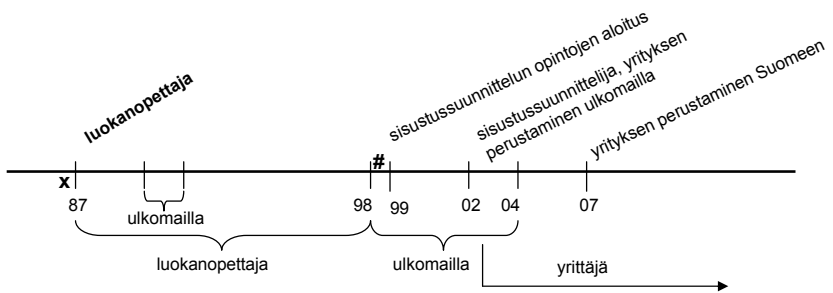 luokanopettaja
sisustussuunnittelun opintojen aloitus
sisustussuunnittelija, yrityksen
perustaminen ulkomailla
yrityksen perustaminen Suomeen
#
x
87
98
99
02
04
07
ulkomailla
luokanopettaja
ulkomailla
yrittäjä